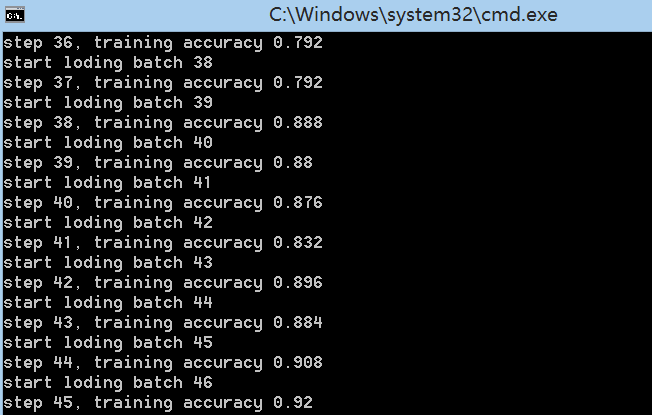 C:\Windows\system32\cmd.exe
step 36, training accuracy 0.792
start loding batch 38
step 37, training accuracy 0.792
start loding batch 39
step 38, training accuracy 0.888
start loding batch 40
step 39, training accuracy 0.88
start loding batch 41
step 40, training accuracy 0.876
start loding batch 42
step 41, training accuracy 0.832
start loding batch 43
step 42, training accuracy 0.896
start loding batch 44
step 43, training accuracy 0.884
start loding batch 45
step 44, training accuracy 0.908
start loding batch 46
step 45, training accuracy 0.92